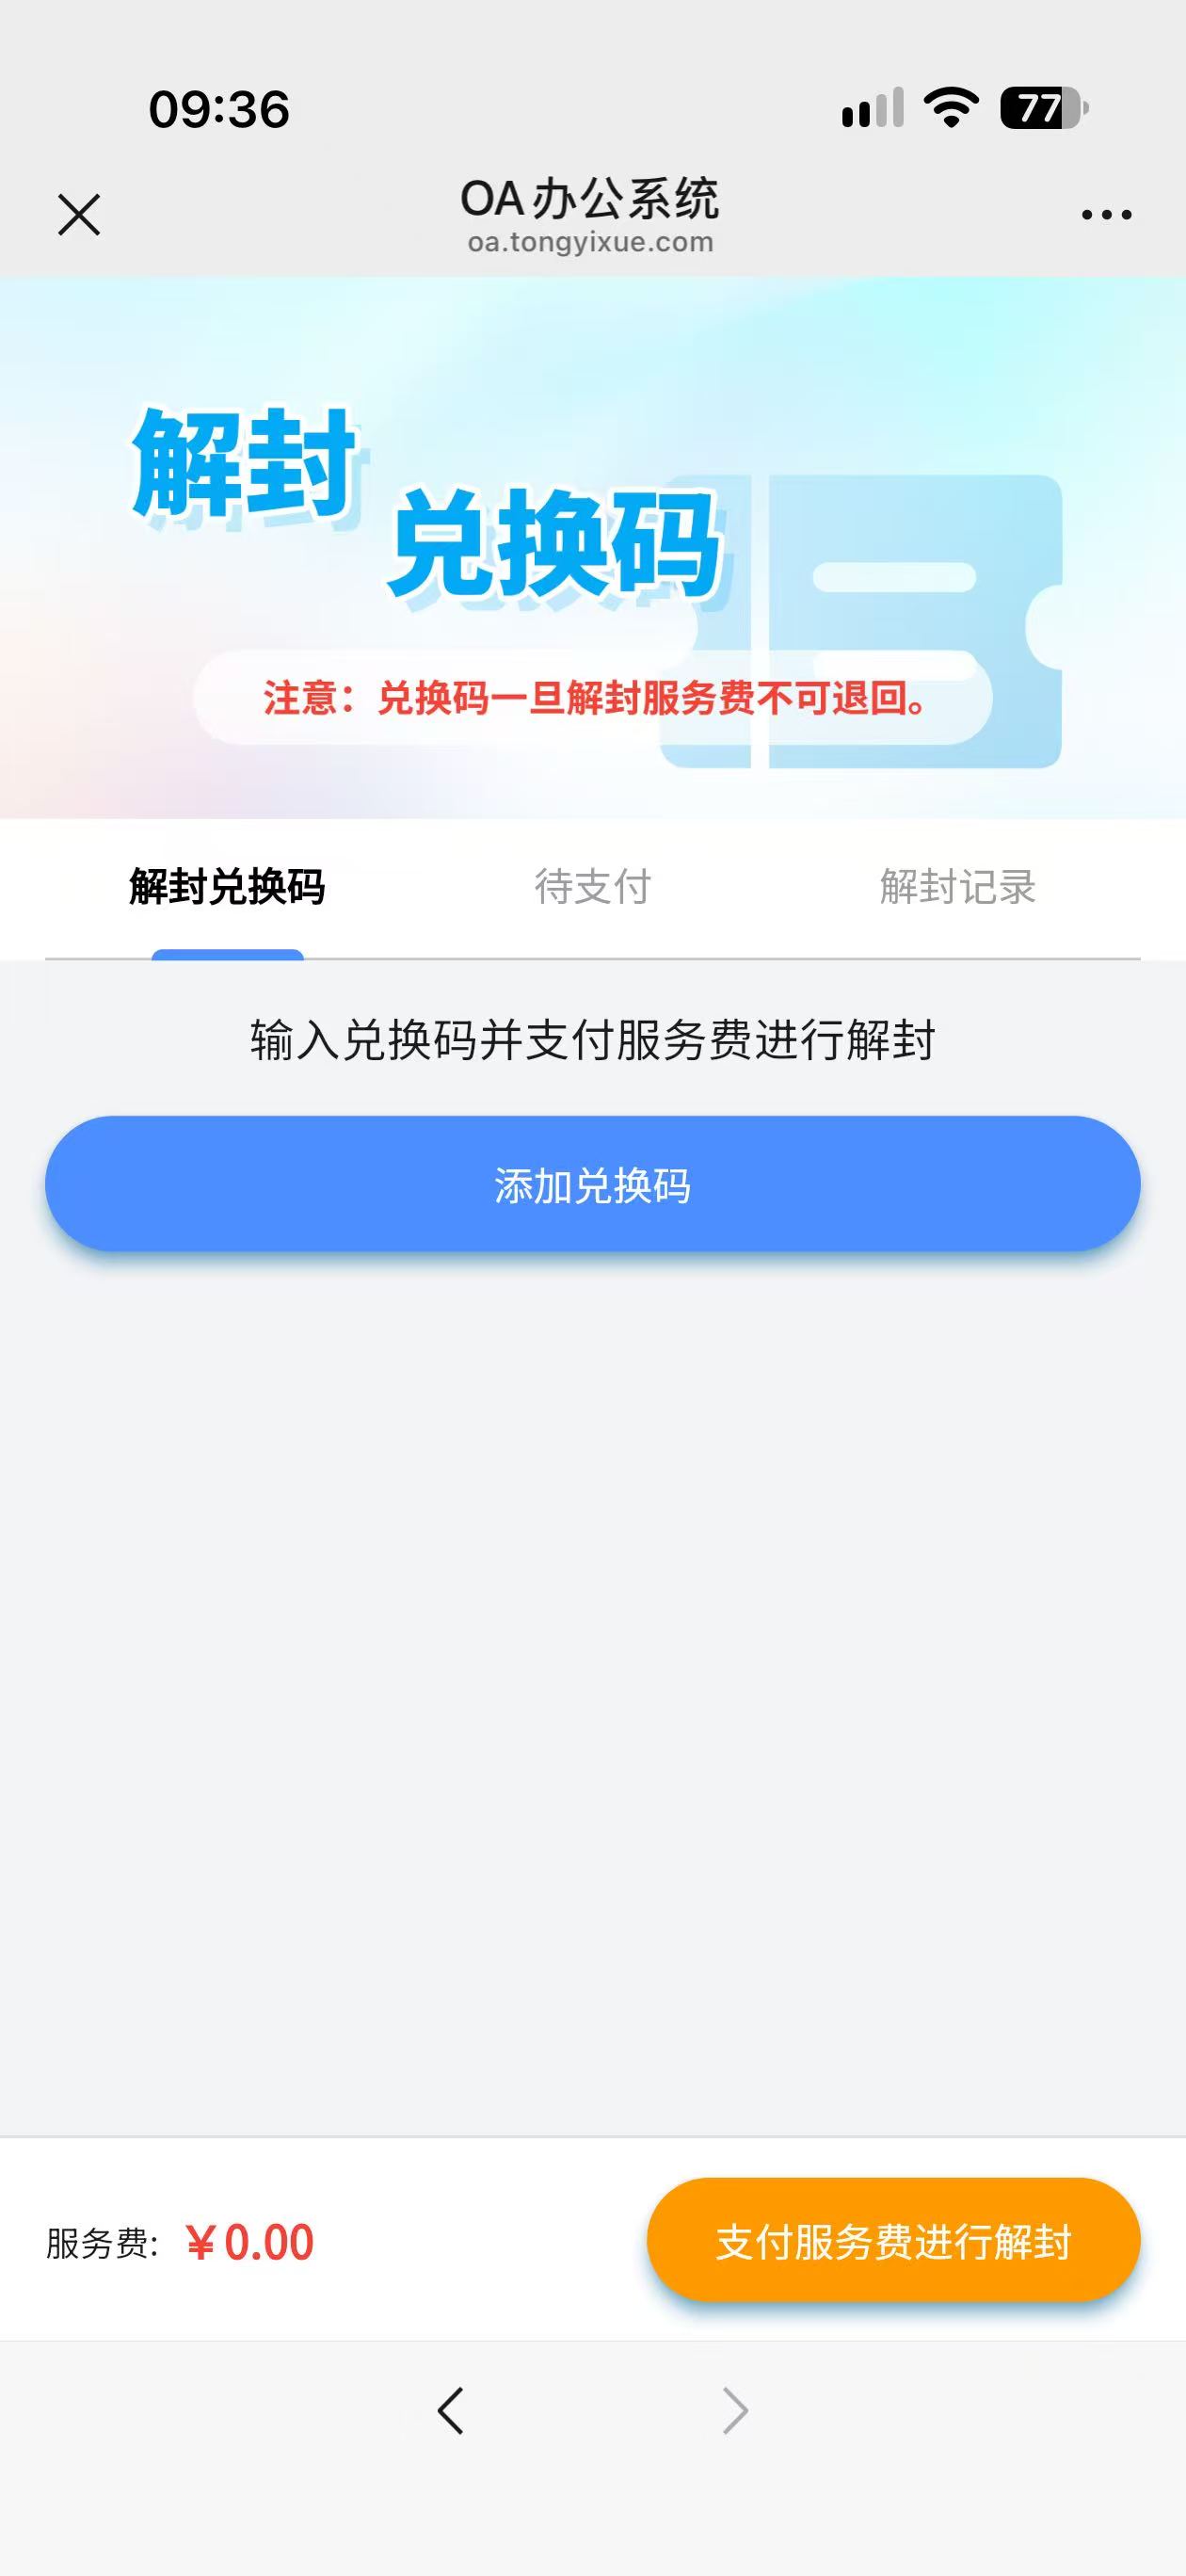 09:36
77
OA办公系统
oa.tongyixue.com
解封
兑换码
注意：兑换码一旦解封服务费不可退回。
解封兑换码
待支付
解封记录
输入兑换码并支付服务费进行解封
添加兑换码
服务费: ￥0.00
支付服务费进行解封